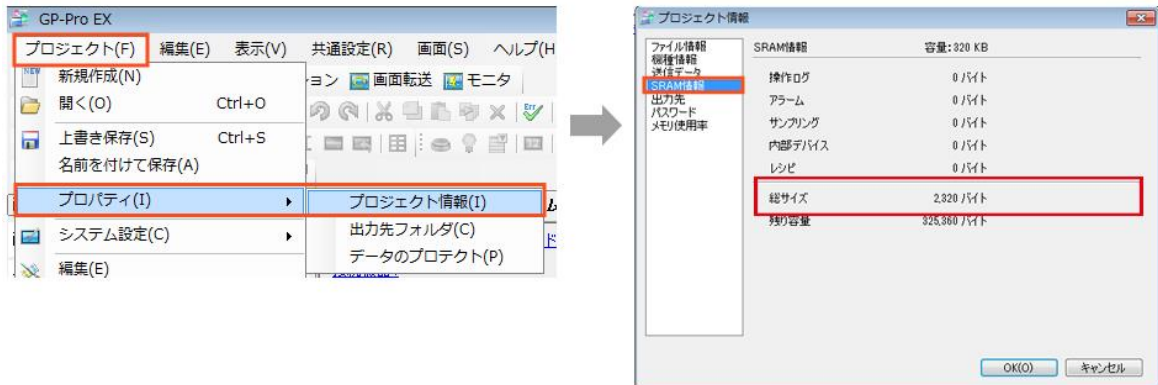 GP-Pro EX
プロジェクト(F) 編集(E) 表示(V) 共通設定(R) 画面(S) ヘルプ(H
新規作成(N)
ョン 画面転送 モニタ
開く(O) Ctrl+O
上書き保存(S) Ctrl+S
名前を付けて保存(A)
プロパティ(I)
プロジェクト情報(I)
システム設定(C)
出力先フォルダ(C)
データのプロテクト(P)
編集(E)
プロジェクト情報
ファイル情報
機種情報
送信データ
SRAM情報
出力先
パスワード
メモリ使用率
SRAM情報 容量:320 KB
操作ログ 0 バイト
アラーム 0 バイト
サンプリング 0 バイト
内部デバイス 0 バイト
レシピ 0 バイト
総サイズ 2,320 バイト
残り容量 325,360 バイト
OK(O) キャンセル